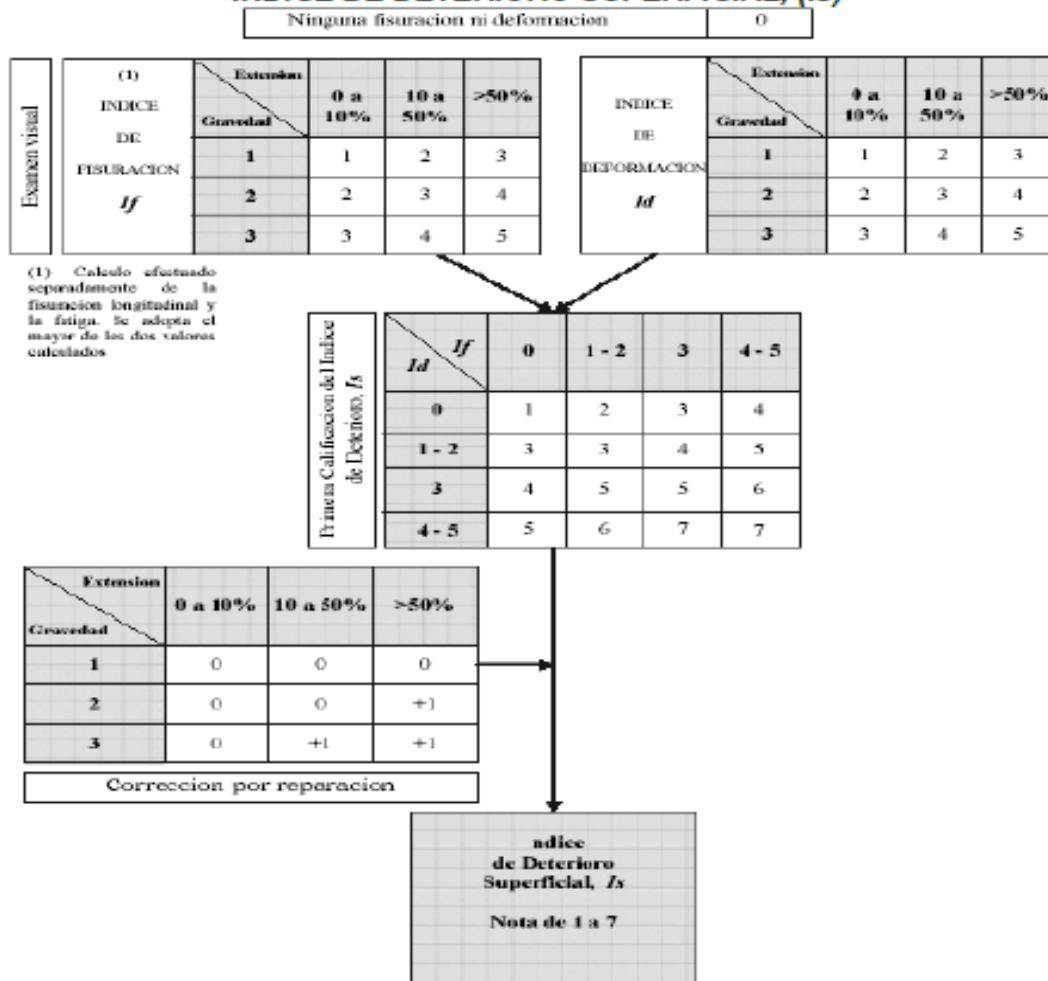 Ninguna fisuracion ni deformacion 0
Examen visual
(1)
INDICE
DE
FISURACION
If
Extension
Gravedad
0 a 10% 10 a 50% >50%
1 1 2 3
2 2 3 4
3 3 4 5
INDICE
DE
DEFORMACION
Id
Extension
Gravedad
0 a 10% 10 a 50% >50%
1 1 2 3
2 2 3 4
3 3 4 5
(1) Calculo efectuado
separadamente de la
fisuracion longitudinal y
la fatiga. Se adopta el
mayor de los dos valores
calculados
Primera Calificacion del Indice
de Deterioro, Is
If
Id
0 1 - 2 3 4 - 5
0 1 2 3 4
1 - 2 3 3 4 5
3 4 5 5 6
4 - 5 5 6 7 7
Extension
Gravedad
0 a 10% 10 a 50% >50%
1 0 0 0
2 0 0 +1
3 0 +1 +1
Correccion por reparacion
ndice
de Deterioro
Superficial, Is
Nota de 1 a 7